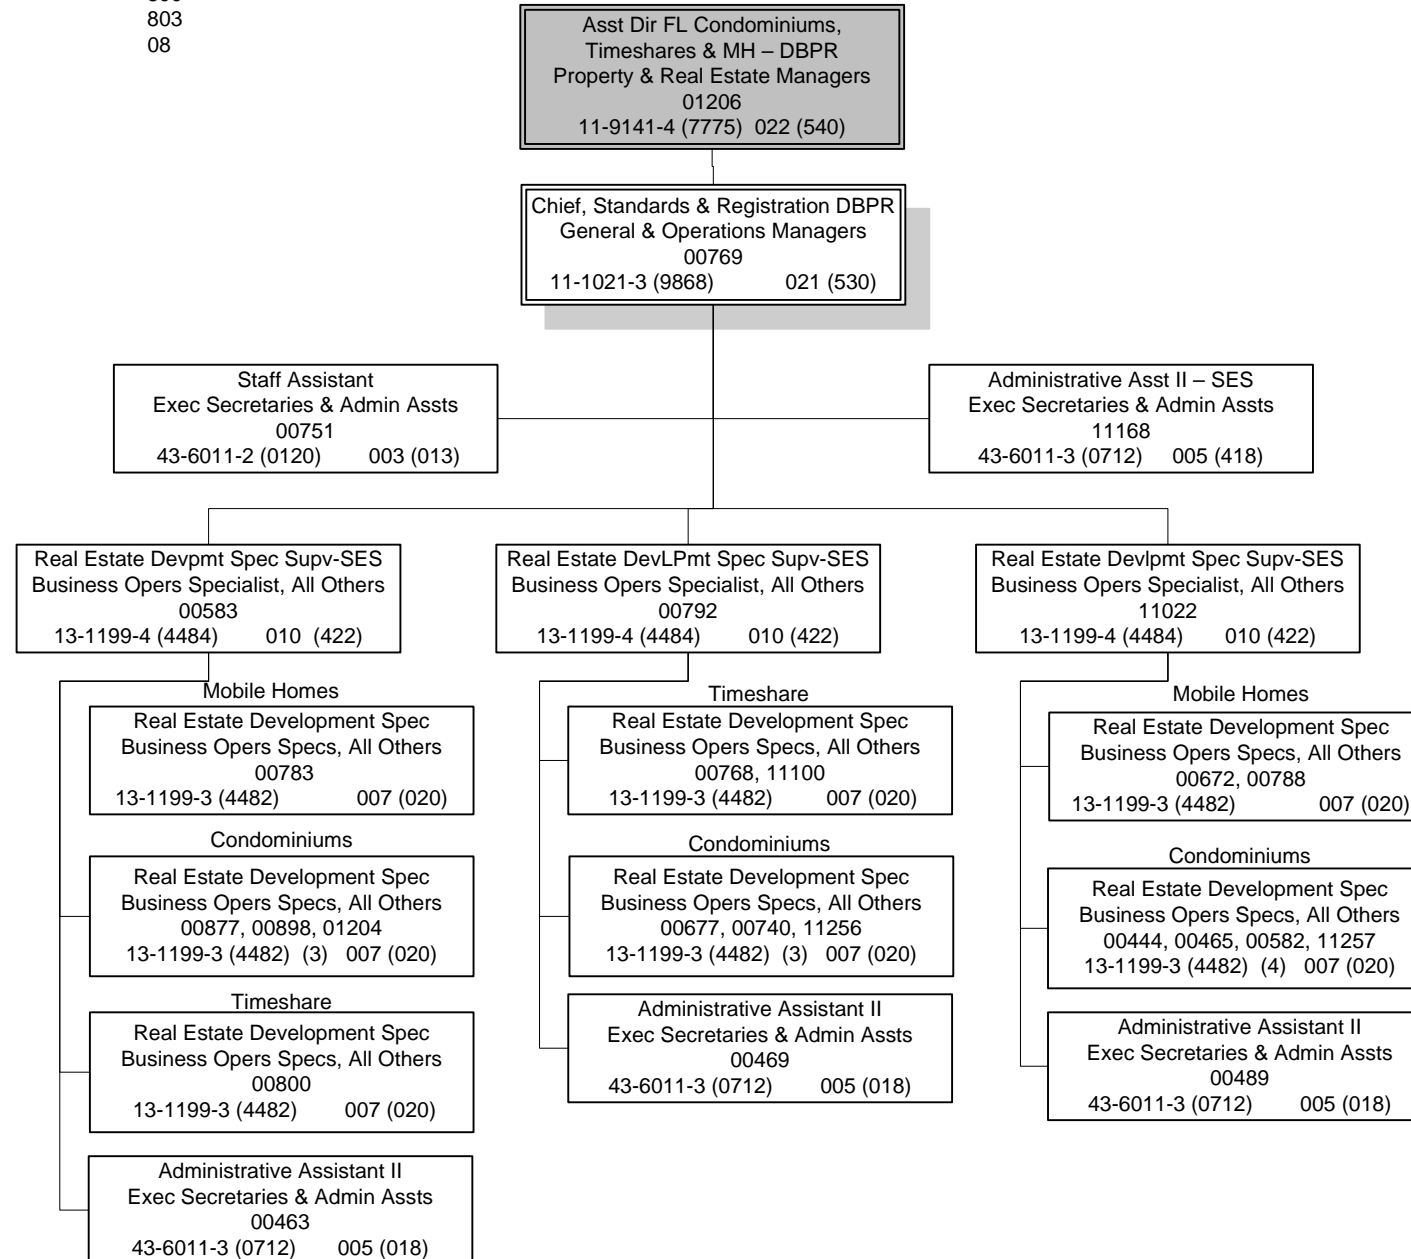 803
08
Asst Dir FL Condominiums,
Timeshares & MH – DBPR
Property & Real Estate Managers
01206
11-9141-4 (7775) 022 (540)
Chief, Standards & Registration DBPR
General & Operations Managers
00769
11-1021-3 (9868) 021 (530)
Staff Assistant
Exec Secretaries & Admin Assts
00751
43-6011-2 (0120) 003 (013)
Administrative Asst II – SES
Exec Secretaries & Admin Assts
11168
43-6011-3 (0712) 005 (418)
Real Estate Devpmt Spec Supv-SES
Business Opers Specialist, All Others
00583
13-1199-4 (4484) 010 (422)
Mobile Homes
Real Estate Development Spec
Business Opers Specs, All Others
00783
13-1199-3 (4482) 007 (020)
Condominiums
Real Estate Development Spec
Business Opers Specs, All Others
00877, 00898, 01204
13-1199-3 (4482) (3) 007 (020)
Timeshare
Real Estate Development Spec
Business Opers Specs, All Others
00800
13-1199-3 (4482) 007 (020)
Administrative Assistant II
Exec Secretaries & Admin Assts
00463
43-6011-3 (0712) 005 (018)
Real Estate DevLPmt Spec Supv-SES
Business Opers Specialist, All Others
00792
13-1199-4 (4484) 010 (422)
Timeshare
Real Estate Development Spec
Business Opers Specs, All Others
00768, 11100
13-1199-3 (4482) 007 (020)
Condominiums
Real Estate Development Spec
Business Opers Specs, All Others
00677, 00740, 11256
13-1199-3 (4482) (3) 007 (020)
Administrative Assistant II
Exec Secretaries & Admin Assts
00469
43-6011-3 (0712) 005 (018)
Real Estate Devlpmt Spec Supv-SES
Business Opers Specialist, All Others
11022
13-1199-4 (4484) 010 (422)
Mobile Homes
Real Estate Development Spec
Business Opers Specs, All Others
00672, 00788
13-1199-3 (4482) 007 (020)
Condominiums
Real Estate Development Spec
Business Opers Specs, All Others
00444, 00465, 00582, 11257
13-1199-3 (4482) (4) 007 (020)
Administrative Assistant II
Exec Secretaries & Admin Assts
00489
43-6011-3 (0712) 005 (018)